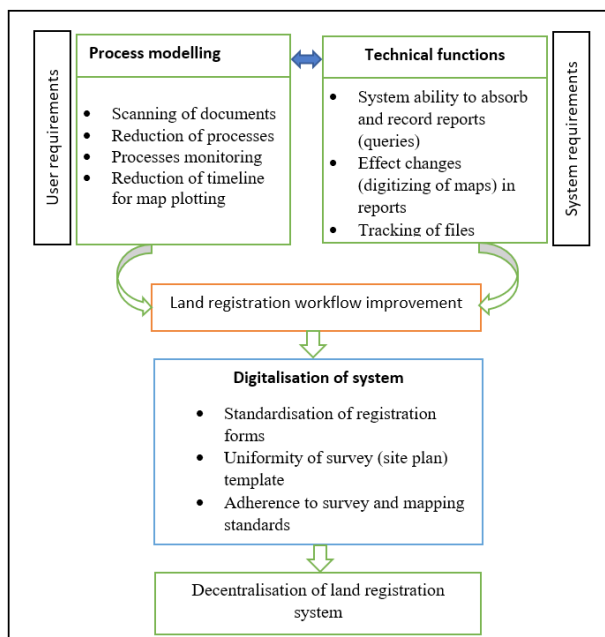 User requirements
Process modelling
• Scanning of documents
• Reduction of processes
• Processes monitoring
• Reduction of timeline
for map plotting
Technical functions
• System ability to absorb
and record reports
(queries)
• Effect changes
(digitizing of maps) in
reports
• Tracking of files
System requirements
Land registration workflow improvement
Digitalisation of system
• Standardisation of registration
forms
• Uniformity of survey (site plan)
template
• Adherence to survey and mapping
standards
Decentralisation of land registration
system